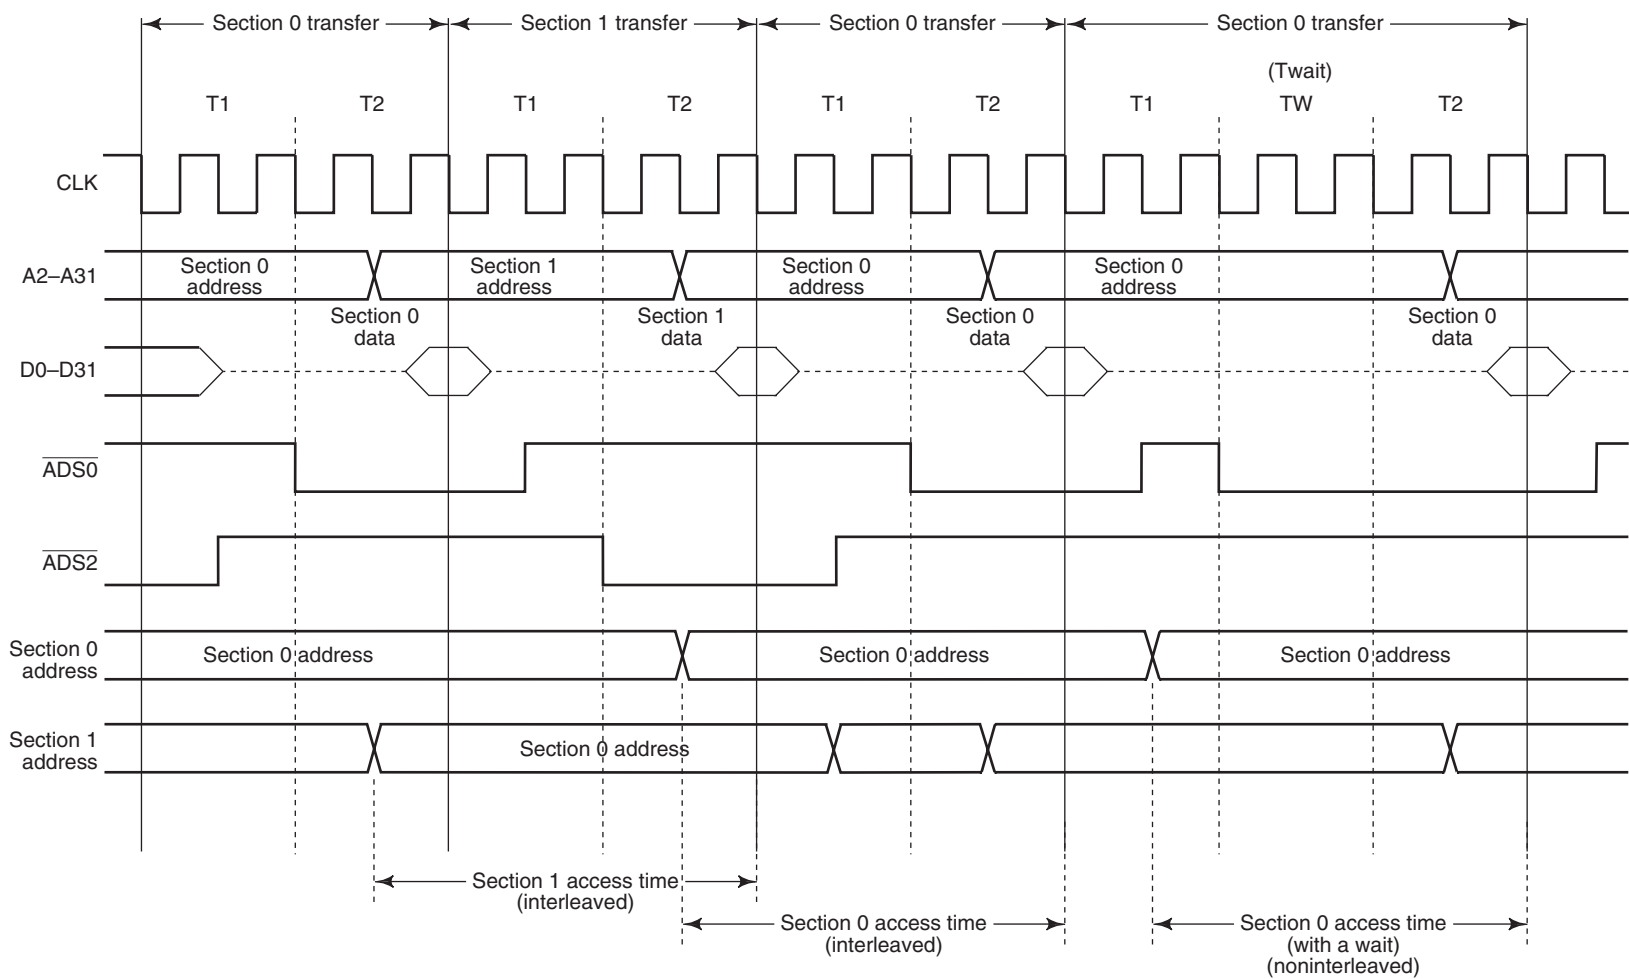 Section 0 transfer
Section 1 transfer
Section 0 transfer
Section 0 transfer
(Twait)
T1
T2
T1
T2
T1
T2
T1
TW
T2
CLK
A2–A31
Section 0
address
Section 1
address
Section 0
address
Section 0
address
Section 0
data
Section 1
data
Section 0
data
Section 0
data
D0–D31
ADS0
ADS2
Section 0
address
Section 0 address
Section 0 address
Section 0 address
Section 1
address
Section 0 address
Section 1 access time
(interleaved)
Section 0 access time
(interleaved)
Section 0 access time
(with a wait)
(noninterleaved)